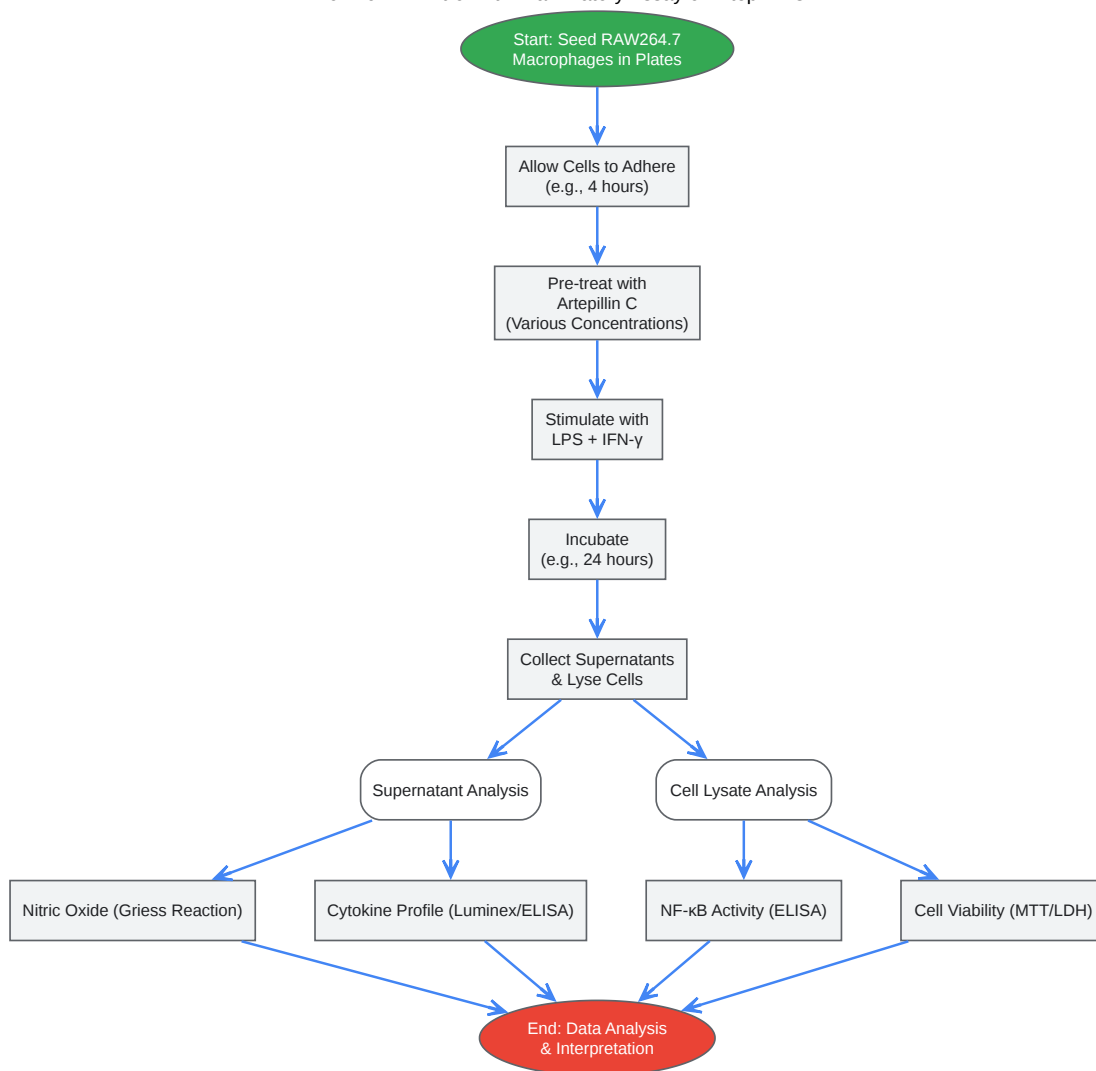 Start: Seed RAW264.7
Macrophages in Plates
Allow Cells to Adhere
(e.g., 4 hours)
Pre-treat with
Artepillin C
(Various Concentrations)
Stimulate with
LPS + IFN-γ
Incubate
(e.g., 24 hours)
Collect Supernatants
& Lyse Cells
Supernatant Analysis
Cell Lysate Analysis
Nitric Oxide (Griess Reaction)
Cytokine Profile (Luminex/ELISA)
NF-κB Activity (ELISA)
Cell Viability (MTT/LDH)
End: Data Analysis
& Interpretation